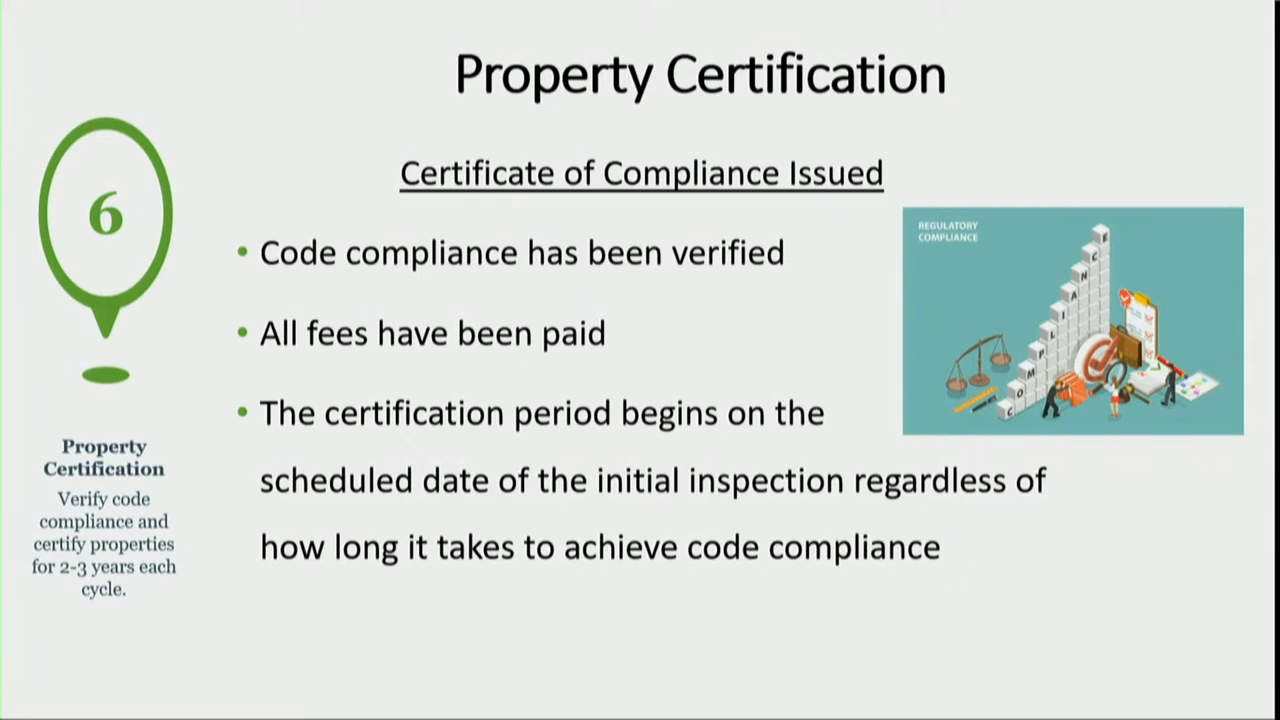 Property Certification
Certificate of Compliance Issued
6
• Code compliance has been verified
• All fees have been paid
• The certification period begins on the
scheduled date of the initial inspection regardless of
how long it takes to achieve code compliance
REGULATORY
COMPLIANCE
COMPLIANCE
Property
Certification
Verify code
compliance and
certify properties
for 2-3 years each
cycle.